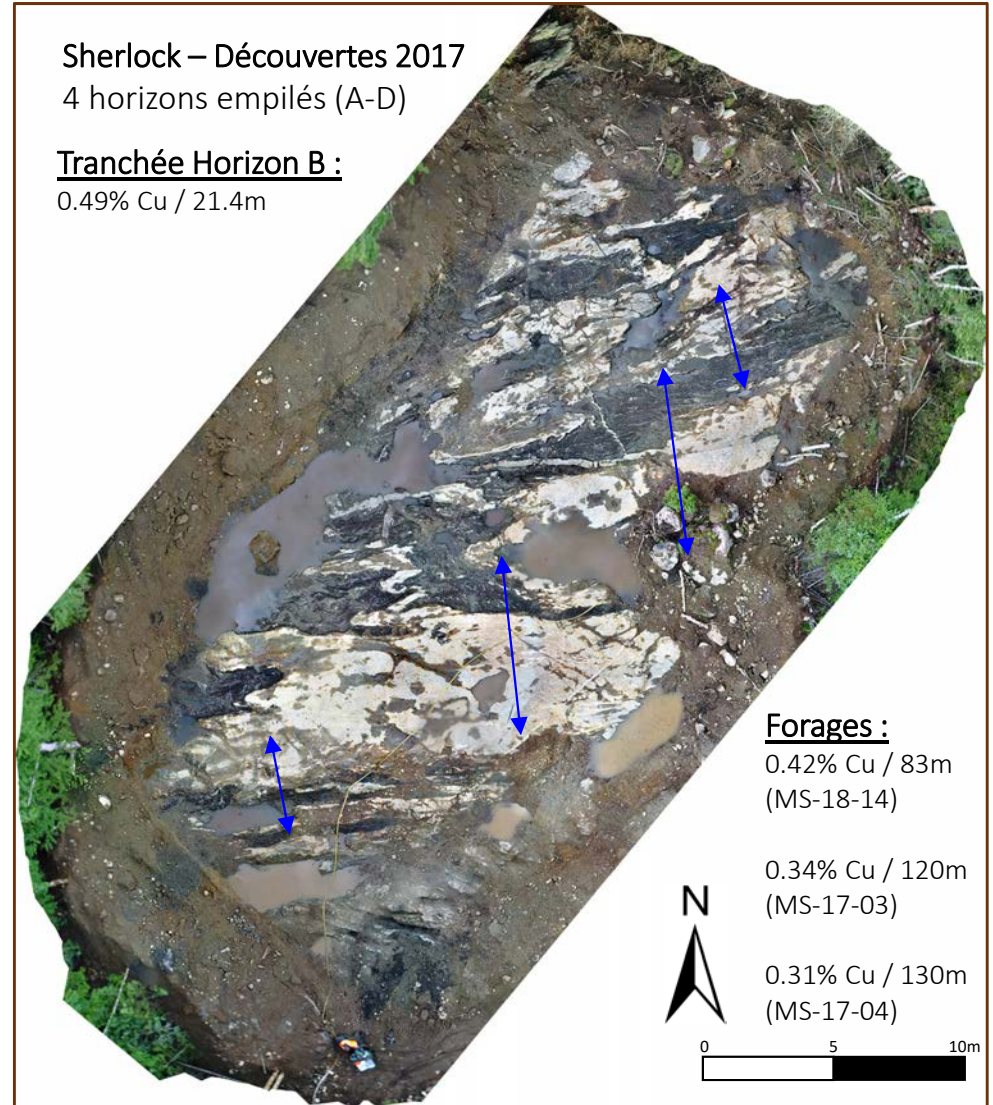 Sherlock – Découvertes 2017
4 horizons empilés (A-D)
Tranchée Horizon B :
0.49% Cu / 21.4m
Forages :
0.42% Cu / 83m
(MS-18-14)
0.34% Cu / 120m
(MS-17-03)
0.31% Cu / 130m
(MS-17-04)
N
0 5 10m